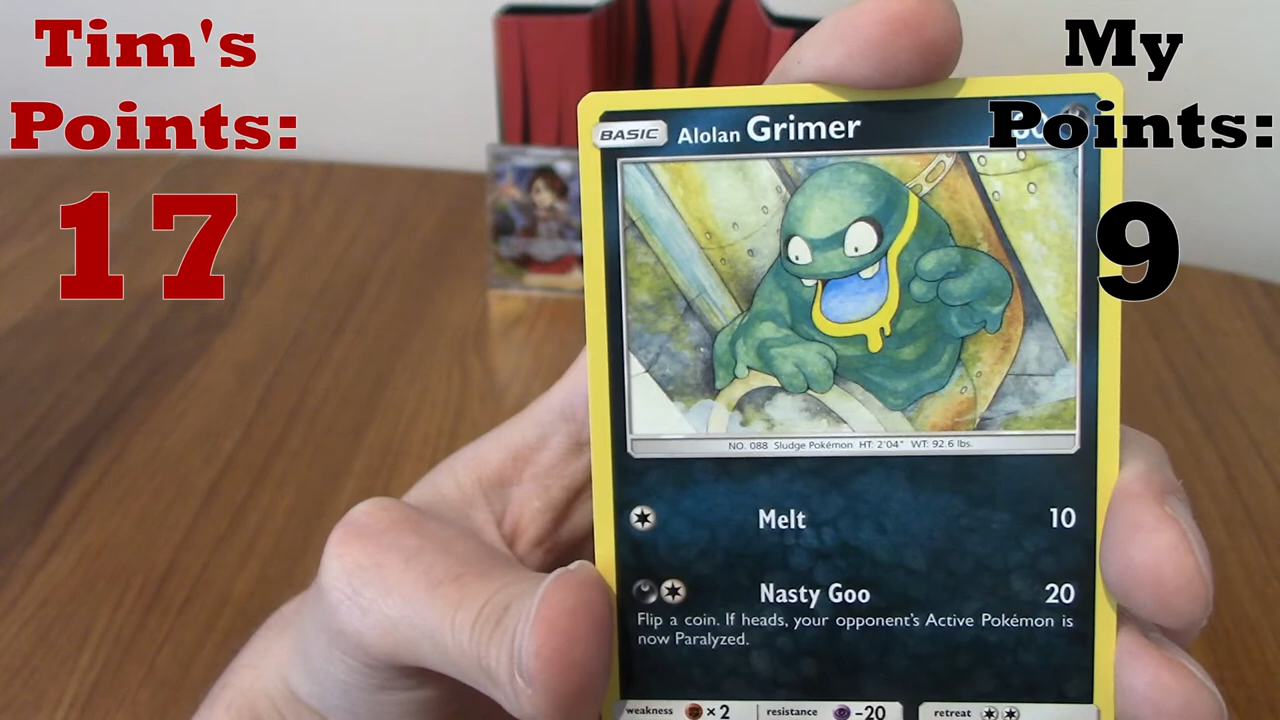 Tim's
Points:
17
My
Points:
9
BASIC Alolan Grimer
NO. 088 Sludge Pokémon HT: 2'04" WT: 92.6 lbs.
Melt 10
Nasty Goo 20
Flip a coin. If heads, your opponent's Active Pokémon is
now Paralyzed.
weakness ×2 resistance -20 retreat